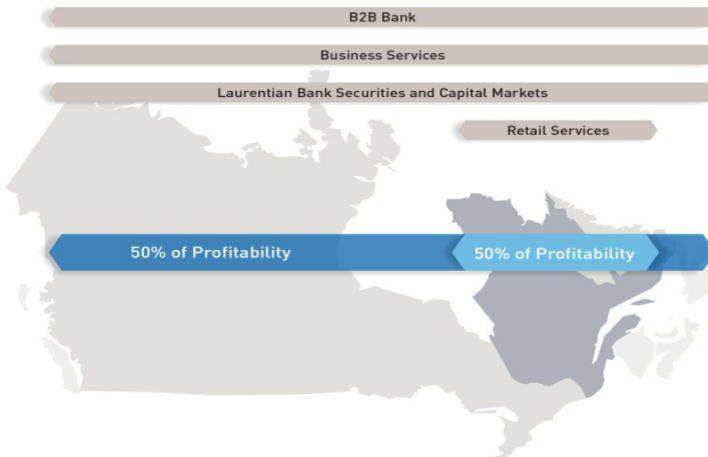 B2B Bank
Business Services
Laurentian Bank Securities and Capital Markets
Retail Services
50% of Profitability
50% of Profitability